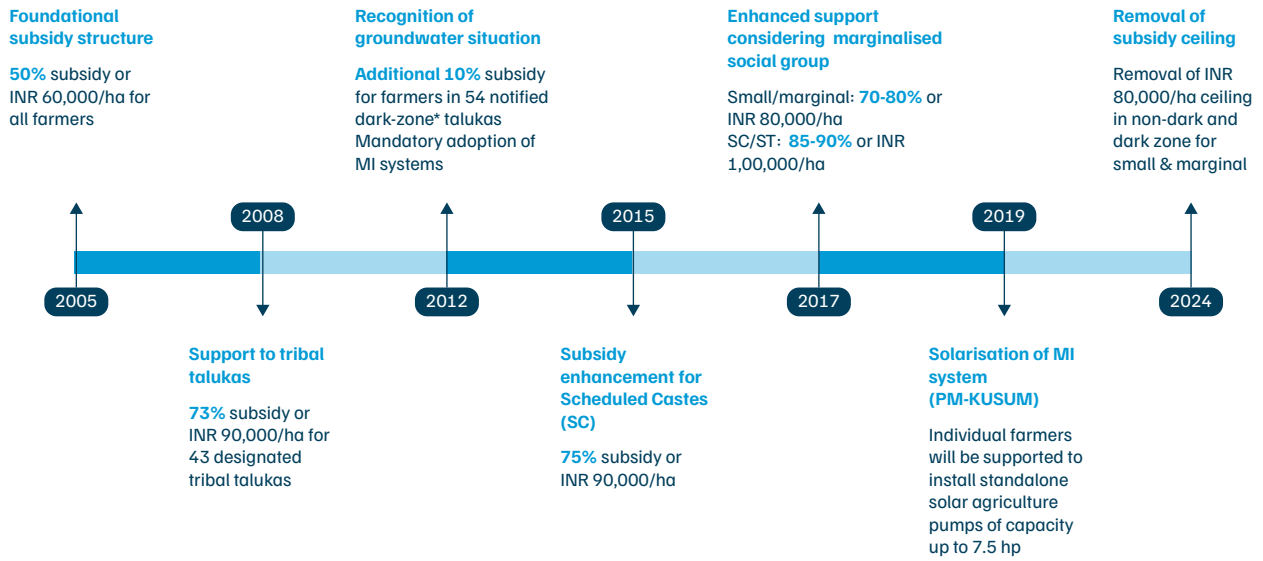 Foundational
subsidy structure
50% subsidy or
INR 60,000/ha for
all farmers
Recognition of
groundwater situation
Additional 10% subsidy
for farmers in 54 notified
dark-zone* talukas
Mandatory adoption of
MI systems
Enhanced support
considering marginalised
social group
Small/marginal: 70-80% or
INR 80,000/ha
SC/ST: 85-90% or INR
1,00,000/ha
Removal of
subsidy ceiling
Removal of INR
80,000/ha ceiling
in non-dark and
dark zone for
small & marginal
2008
2015
2019
2005
2012
2017
2024
Support to tribal
talukas
73% subsidy or
INR 90,000/ha for
43 designated
tribal talukas
Subsidy
enhancement for
Scheduled Castes
(SC)
75% subsidy or
INR 90,000/ha
Solarisation of MI
system
(PM-KUSUM)
Individual farmers
will be supported to
install standalone
solar agriculture
pumps of capacity
up to 7.5 hp